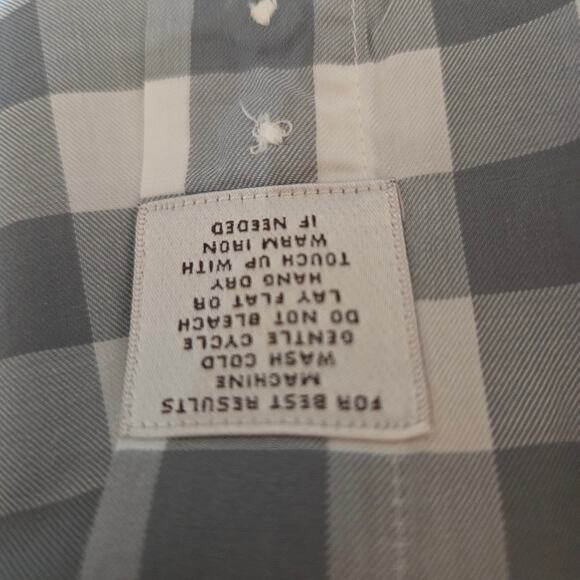 FOR BEST RESULTS
MACHINE
WASH COLD
GENTLE CYCLE
DO NOT BLEACH
LAY FLAT OR
HANG DRY
TOUCH UP WITH
WARM IRON
IF NEEDED